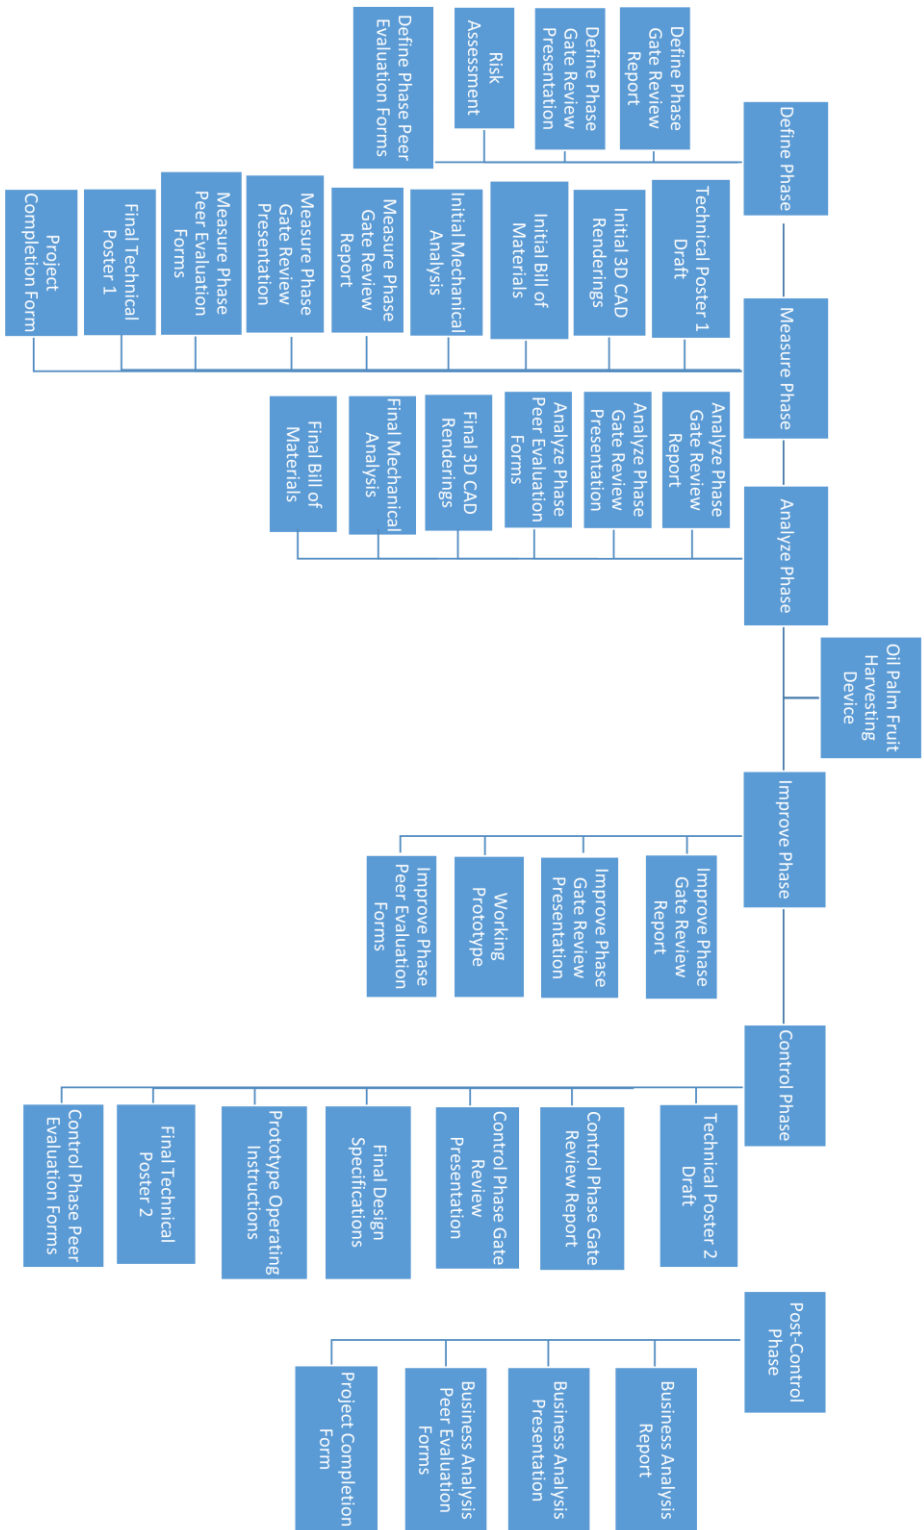 Oil Palm Fruit
Harvesting
Device
Define Phase
Define Phase
Gate Review
Report
Define Phase
Gate Review
Presentation
Risk
Assessment
Define Phase Peer
Evaluation Forms
Measure Phase
Technical Poster 1
Draft
Initial 3D CAD
Renderings
Initial Bill of
Materials
Initial Mechanical
Analysis
Measure Phase
Gate Review
Report
Measure Phase
Gate Review
Presentation
Measure Phase
Peer Evaluation
Forms
Final Technical
Poster 1
Project
Completion Form
Analyze Phase
Analyze Phase
Gate Review
Report
Analyze Phase
Gate Review
Presentation
Analyze Phase
Peer Evaluation
Forms
Final 3D CAD
Renderings
Final Mechanical
Analysis
Final Bill of
Materials
Improve Phase
Improve Phase
Gate Review
Report
Improve Phase
Gate Review
Presentation
Working
Prototype
Improve Phase
Peer Evaluation
Forms
Control Phase
Technical Poster 2
Draft
Control Phase Gate
Review Report
Control Phase Gate
Review
Presentation
Final Design
Specifications
Prototype Operating
Instructions
Final Technical
Poster 2
Control Phase Peer
Evaluation Forms
Post-Control
Phase
Business Analysis
Report
Business Analysis
Presentation
Business Analysis
Peer Evaluation
Forms
Project Completion
Form